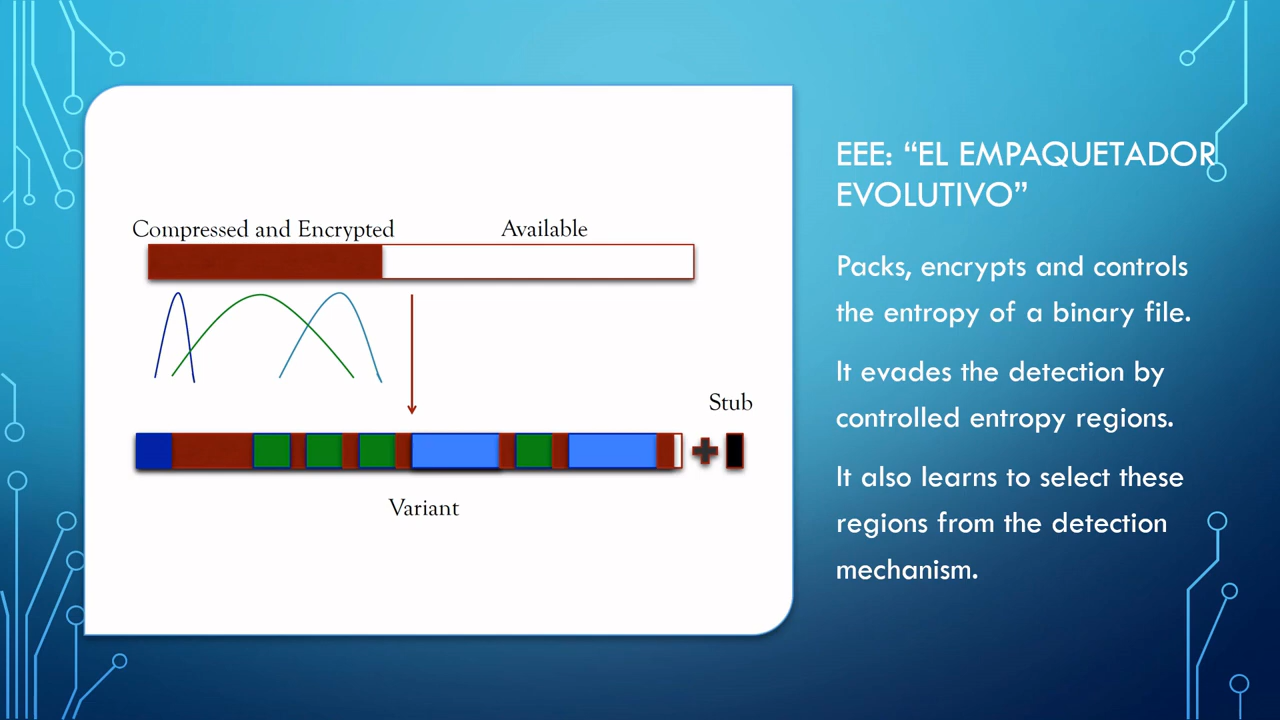 Compressed and Encrypted
Available
Stub
Variant
EEE: “EL EMPAQUETADOR
EVOLUTIVO”
Packs, encrypts and controls
the entropy of a binary file.
It evades the detection by
controlled entropy regions.
It also learns to select these
regions from the detection
mechanism.